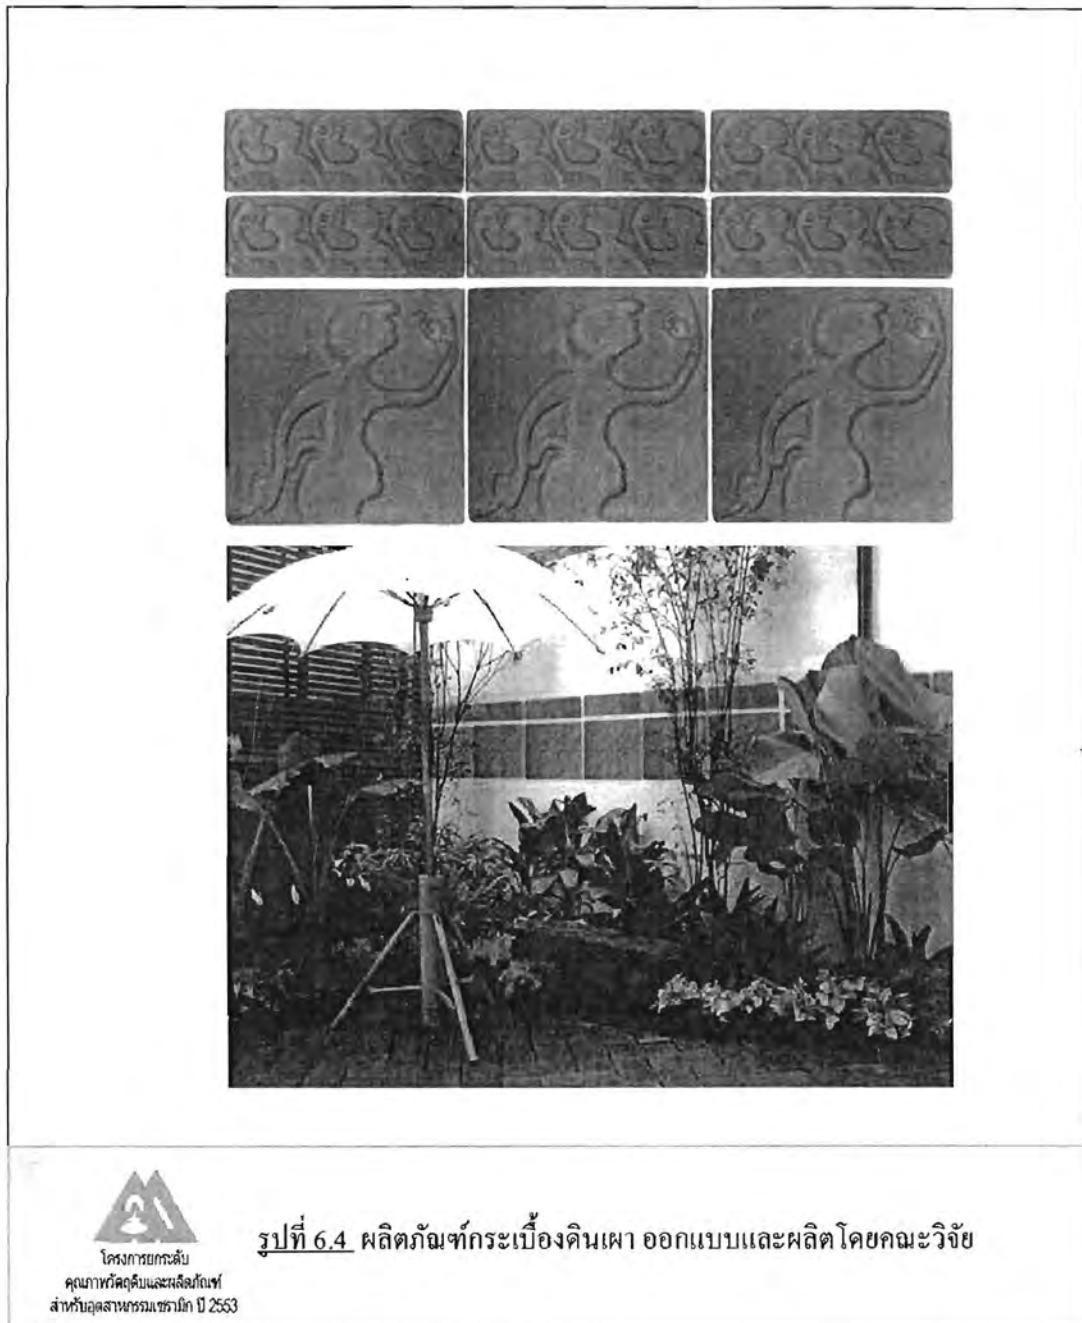 รูปที่ 6.4 ผลิตภัณฑ์กระเบื้องดินเผา ออกแบบและผลิตโดยคณะวิจัย
โครงการยกระดับ
คุณภาพวัตถุดิบและผลิตภัณฑ์
สำหรับอุตสาหกรรมเซรามิก ปี 2553